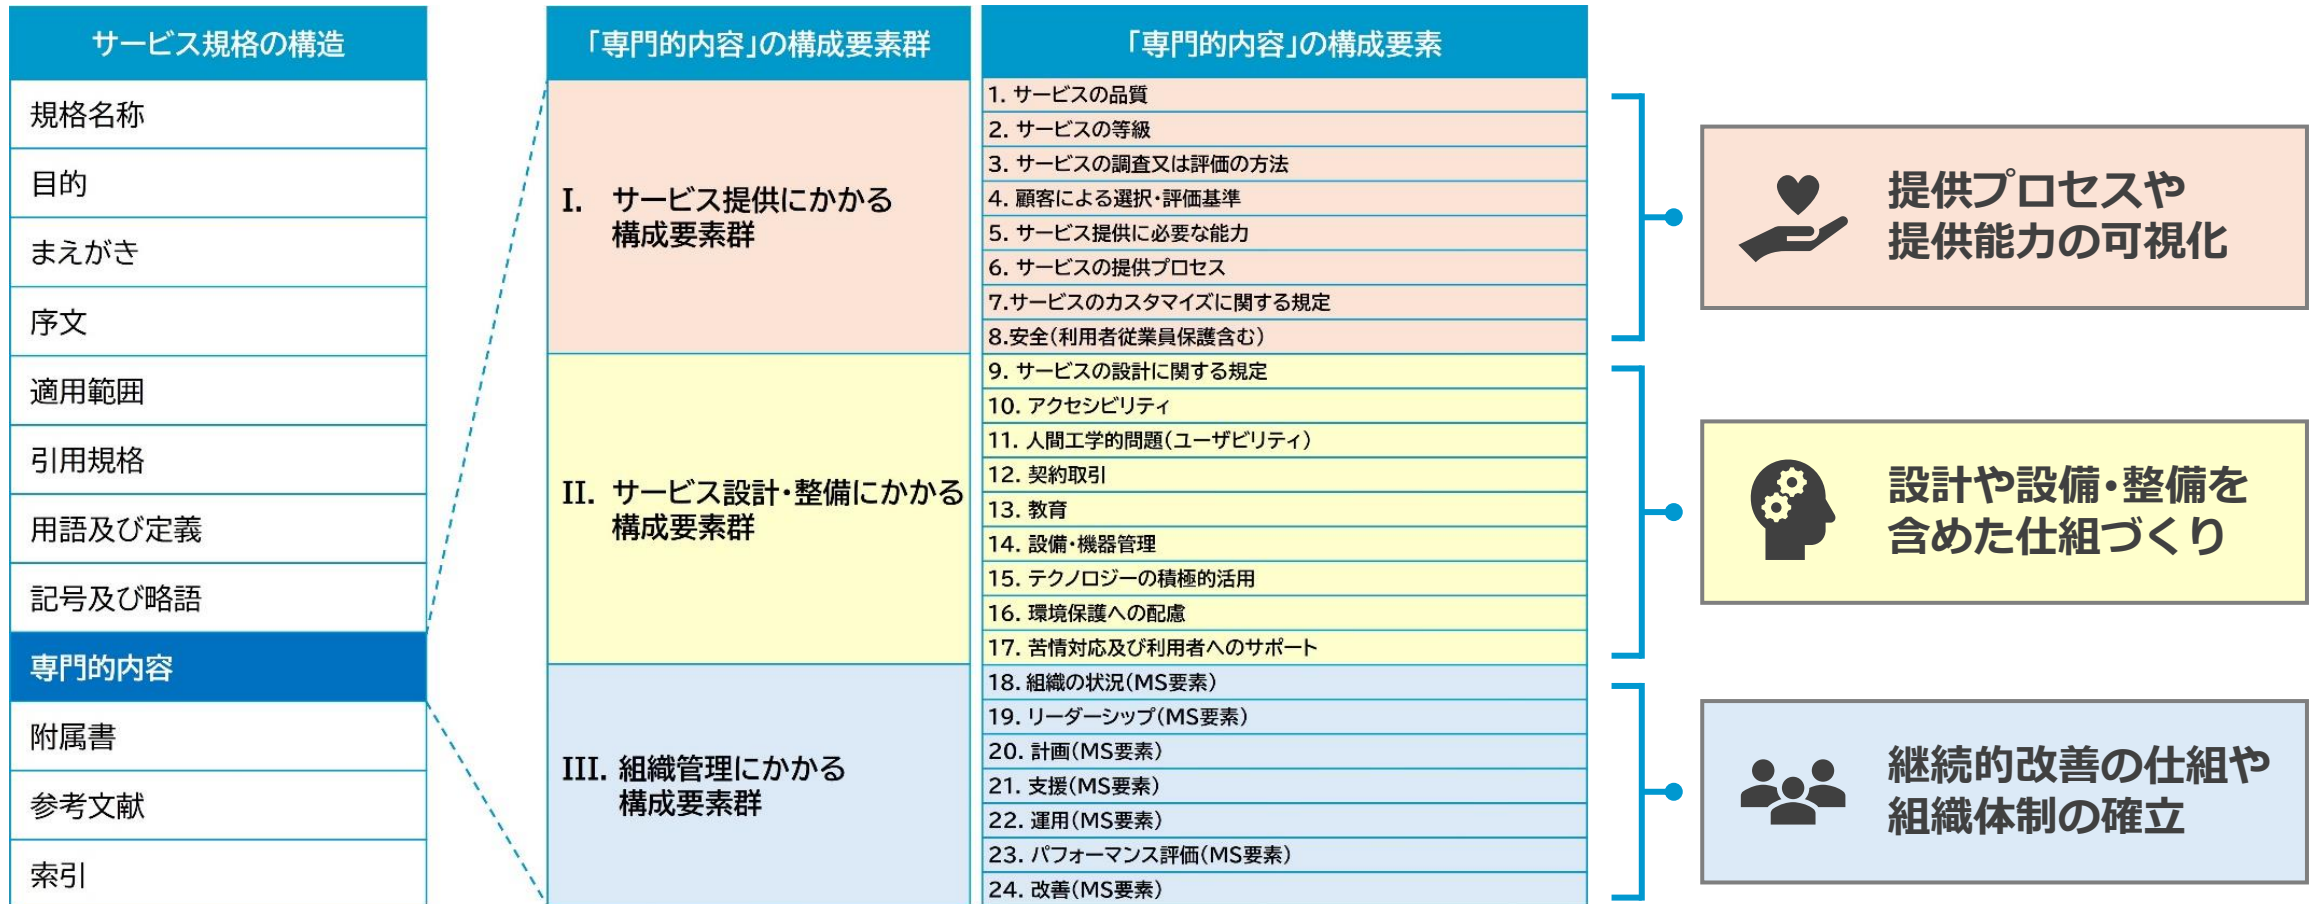 サービス規格の構造
規格名称
目的
まえがき
序文
適用範囲
引用規格
用語及び定義
記号及び略語
専門的内容
附属書
参考文献
索引
「専門的内容」の構成要素群
I. サービス提供にかかる
構成要素群
II. サービス設計・整備にかかる
構成要素群
III. 組織管理にかかる
構成要素群
「専門的内容」の構成要素
1. サービスの品質
2. サービスの等級
3. サービスの調査又は評価の方法
4. 顧客による選択・評価基準
5. サービス提供に必要な能力
6. サービスの提供プロセス
7.サービスのカスタマイズに関する規定
8.安全(利用者従業員保護含む)
9. サービスの設計に関する規定
10. アクセシビリティ
11. 人間工学的問題(ユーザビリティ)
12. 契約取引
13. 教育
14. 設備・機器管理
15. テクノロジーの積極的活用
16. 環境保護への配慮
17. 苦情対応及び利用者へのサポート
18. 組織の状況(MS要素)
19. リーダーシップ(MS要素)
20. 計画(MS要素)
21. 支援(MS要素)
22. 運用(MS要素)
23. パフォーマンス評価(MS要素)
24. 改善(MS要素)
提供プロセスや
提供能力の可視化
設計や設備・整備を
含めた仕組づくり
継続的改善の仕組や
組織体制の確立